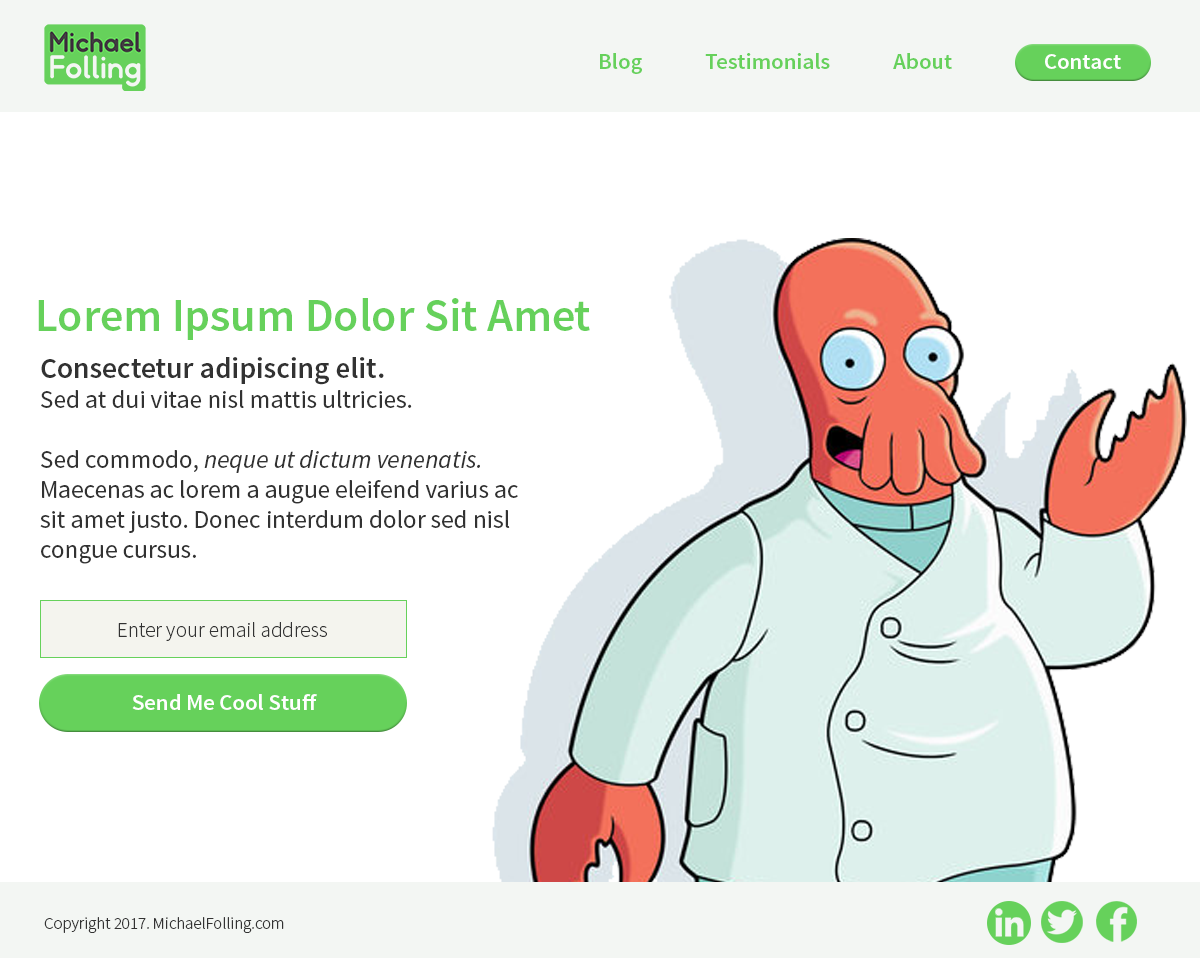 Michael
Folling
Blog
Testimonials
About
Contact
Lorem Ipsum Dolor Sit Amet
Consectetur adipiscing elit.
Sed at dui vitae nisl mattis ultricies.
Sed commodo, neque ut dictum venenatis.
Maecenas ac lorem a augue eleifend varius ac
sit amet justo. Donec interdum dolor sed nisl
congue cursus.
Enter your email address
Send Me Cool Stuff
Copyright 2017. MichaelFolling.com
in
f